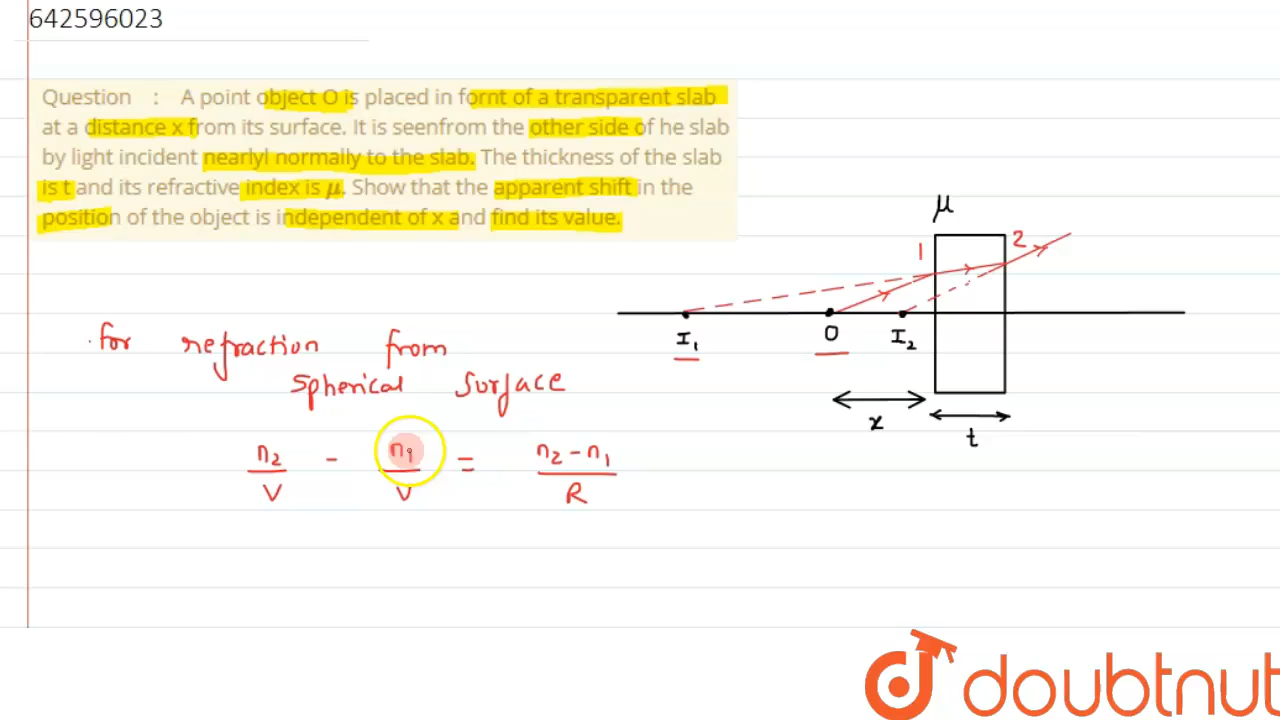 642596023
Question : A point object O is placed in fornt of a transparent slab
at a distance x from its surface. It is seenfrom the other side of he slab
by light incident nearlyl normally to the slab. The thickness of the slab
is t and its refractive index is μ. Show that the apparent shift in the
position of the object is independent of x and find its value.
μ
1
2
I₁
O
I₂
x
t
for refraction from
spherical surface
n₂/V - n₁/V = n₂-n₁/R
doubtnut